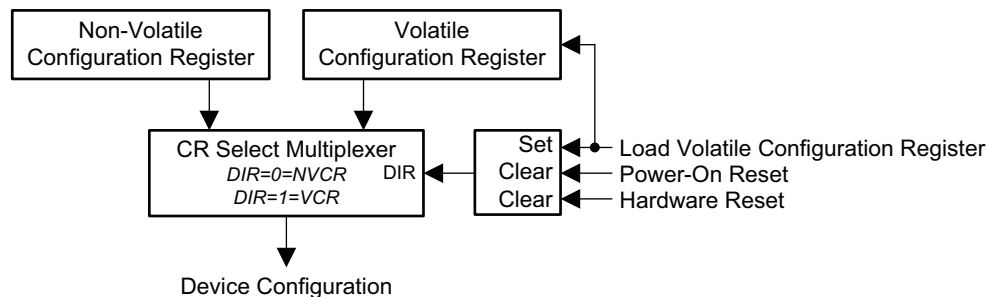 Non-Volatile
Configuration Register
Volatile
Configuration Register
CR Select Multiplexer
DIR=0=NVCR
DIR=1=VCR
DIR
Set
Clear
Clear
Load Volatile Configuration Register
Power-On Reset
Hardware Reset
Device Configuration